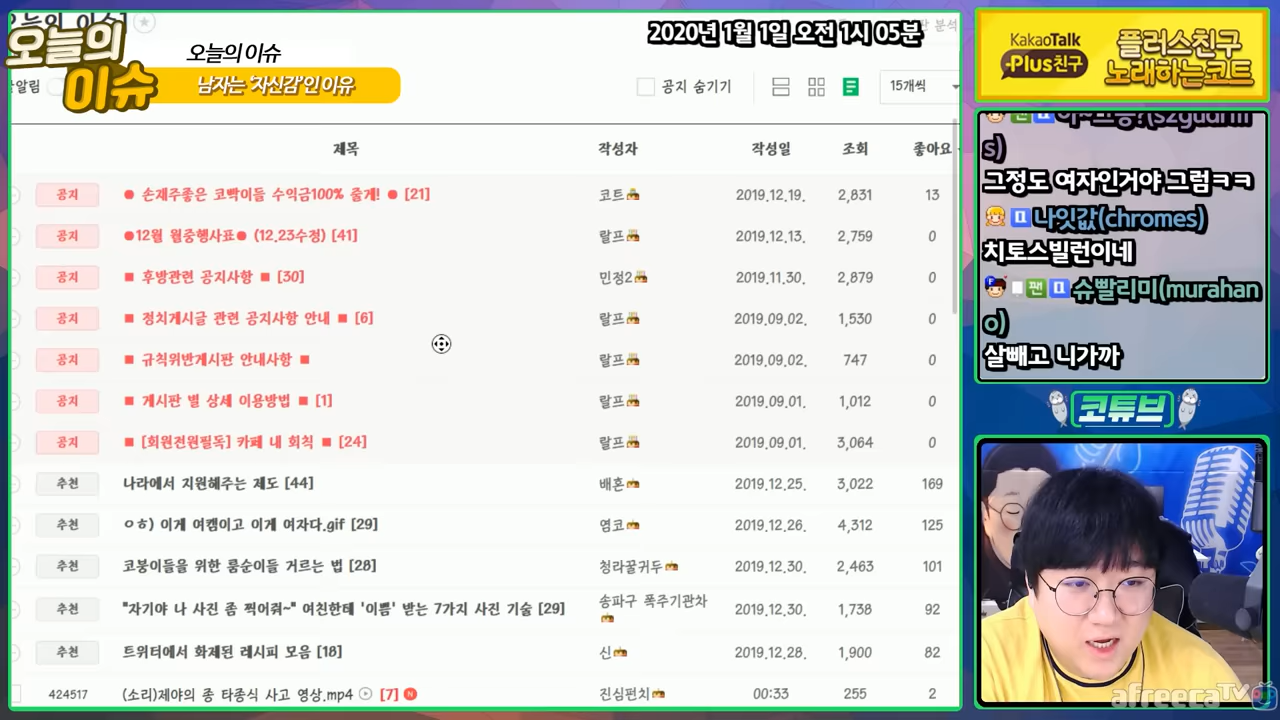 오늘의 이슈]
오늘의
이슈
오늘의 이슈
남자는 '자신감'인 이유
2020년 1월 1일 오전 1시 05분
판 분석
알림
공지 숨기기
15개씩
제목 작성자 작성일 조회 좋아요
공지 ● 손재주좋은 코빡이들 수익금100% 줄게! ● [21] 코트 2019.12.19. 2,831 13
공지 ●12월 월중행사표● (12.23수정) [41] 랄프 2019.12.13. 2,759 0
공지 ■ 후방관련 공지사항 ■ [30] 민정2 2019.11.30. 2,879 0
공지 ■ 정치게시글 관련 공지사항 안내 ■ [6] 랄프 2019.09.02. 1,530 0
공지 ■ 규칙위반게시판 안내사항 ■ 랄프 2019.09.02. 747 0
공지 ■ 게시판 별 상세 이용방법 ■ [1] 랄프 2019.09.01. 1,012 0
공지 ■ [회원전원필독] 카페 내 회칙 ■ [24] 랄프 2019.09.01. 3,064 0
추천 나라에서 지원해주는 제도 [44] 배혼 2019.12.25. 3,022 169
추천 ㅇㅎ) 이게 여캠이고 이게 여자다.gif [29] 염코 2019.12.26. 4,312 125
추천 코붕이들을 위한 룸순이들 거르는 법 [28] 청라꿀귀두 2019.12.30. 2,463 101
추천 "자기야 나 사진 좀 찍어줘~" 여친한테 '이쁨' 받는 7가지 사진 기술 [29] 송파구 폭주기관차 2019.12.30. 1,738 92
추천 트위터에서 화제된 레시피 모음 [18] 신 2019.12.28. 1,900 82
424517 (소리)제야의 종 타종식 사고 영상.mp4 [7] N 진심펀치 00:33 255 2
KakaoTalk
Plus친구
플러스친구
노래하는코트
s)
그정도 여자인거야 그럼ㅋㅋ
나잇값(chromes)
치토스빌런이네
팬 슈빨리미(murahan
o)
살빼고 니가까
코튜브
afreecaTV